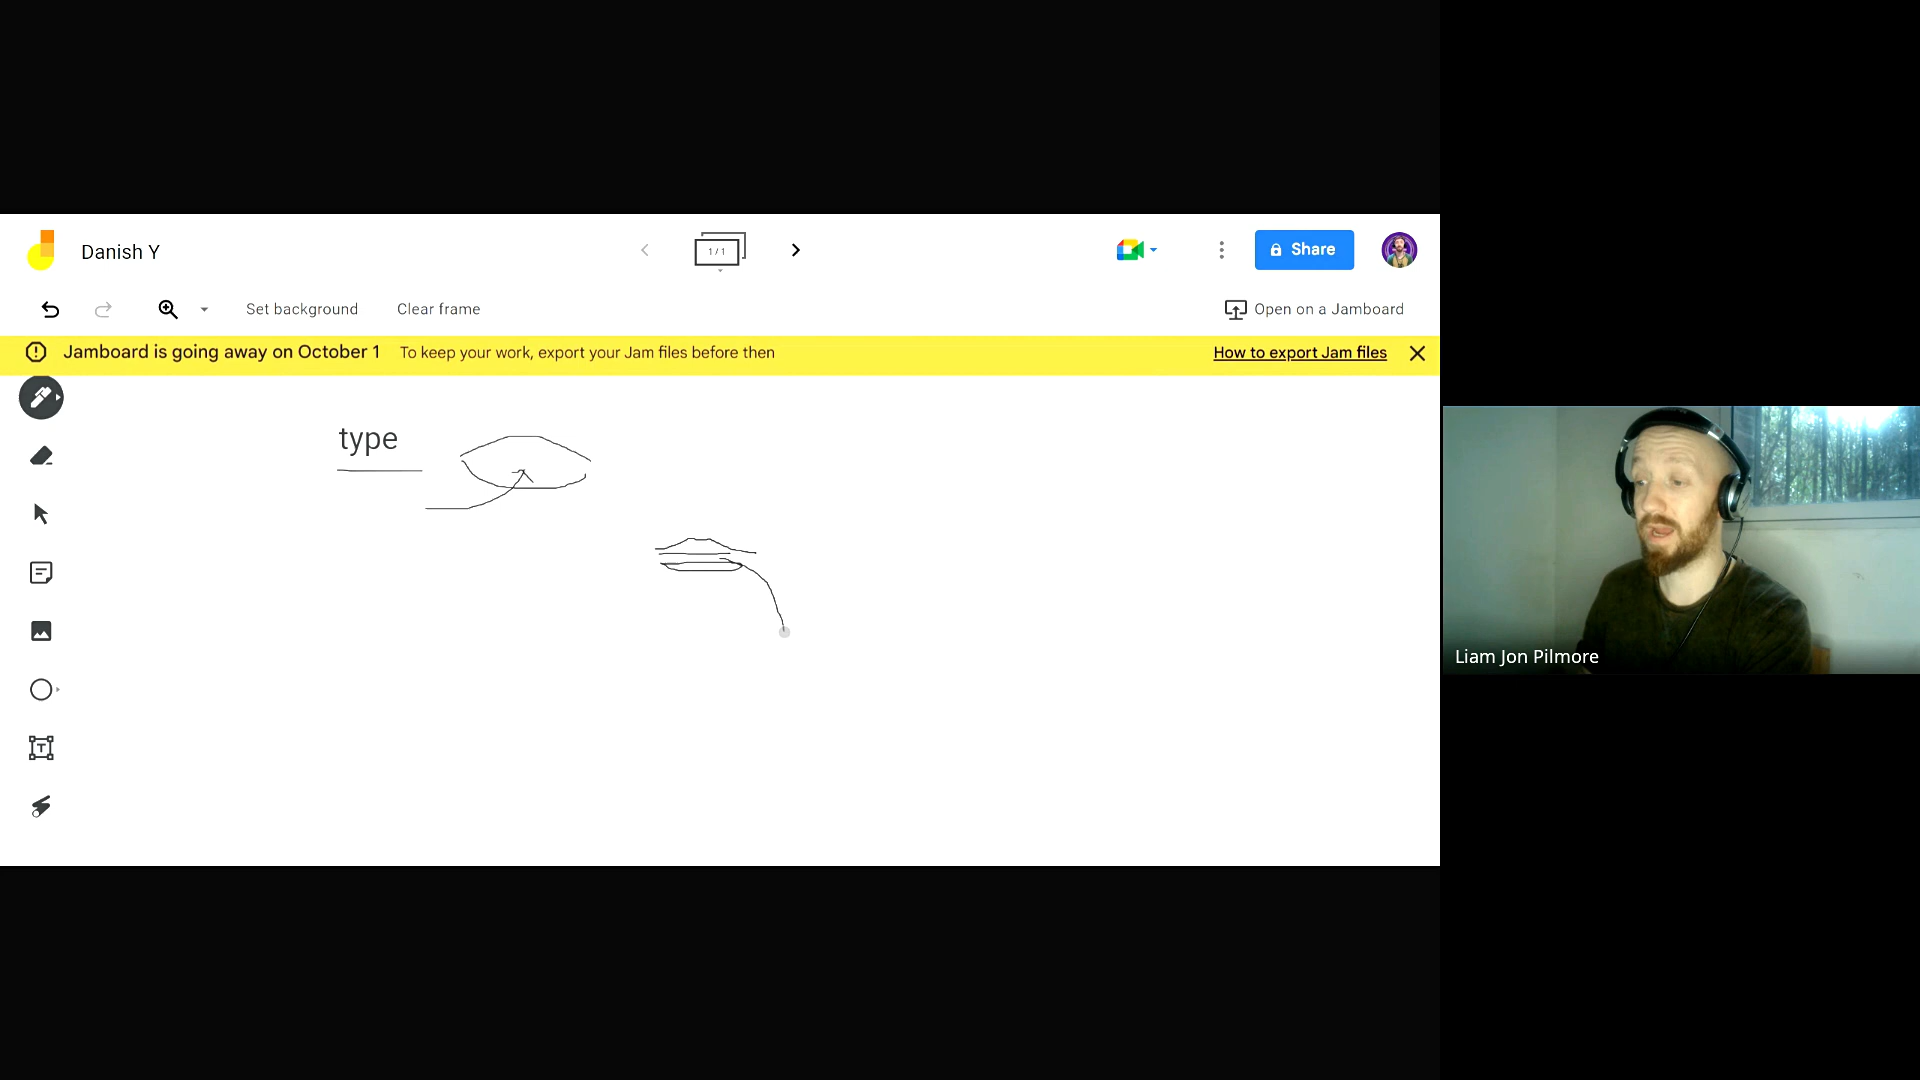 Danish Y
1 / 1
Share
Set background
Clear frame
Open on a Jamboard
Jamboard is going away on October 1
To keep your work, export your Jam files before then
How to export Jam files
type
T
Liam Jon Pilmore